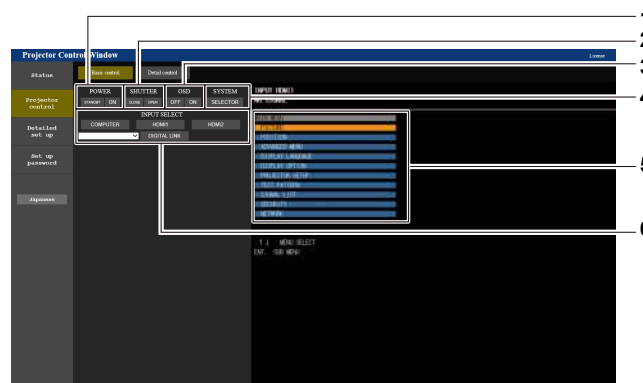 1
2
Projector Control Window
License
3
Status
Basic control
Detail control
POWER
SHUTTER
OSD
SYSTEM
INPUT HDMI1
4
STANDBY
ON
CLOSE
OPEN
OFF
ON
SELECTOR
Projector
control
INPUT SELECT
COMPUTER
HDMI1
HDMI2
DIGITAL LINK
Detailed
set up
Set up
password
Japanese
PICTURE
POSITION
ADVANCED MENU
DISPLAY LANGUAGE
DISPLAY OPTION
PROJECTOR SETUP
TEST PATTERN
SIGNAL LIST
SECURITY
NETWORK
5
6
MENU SELECT
ENT. SUB MENU